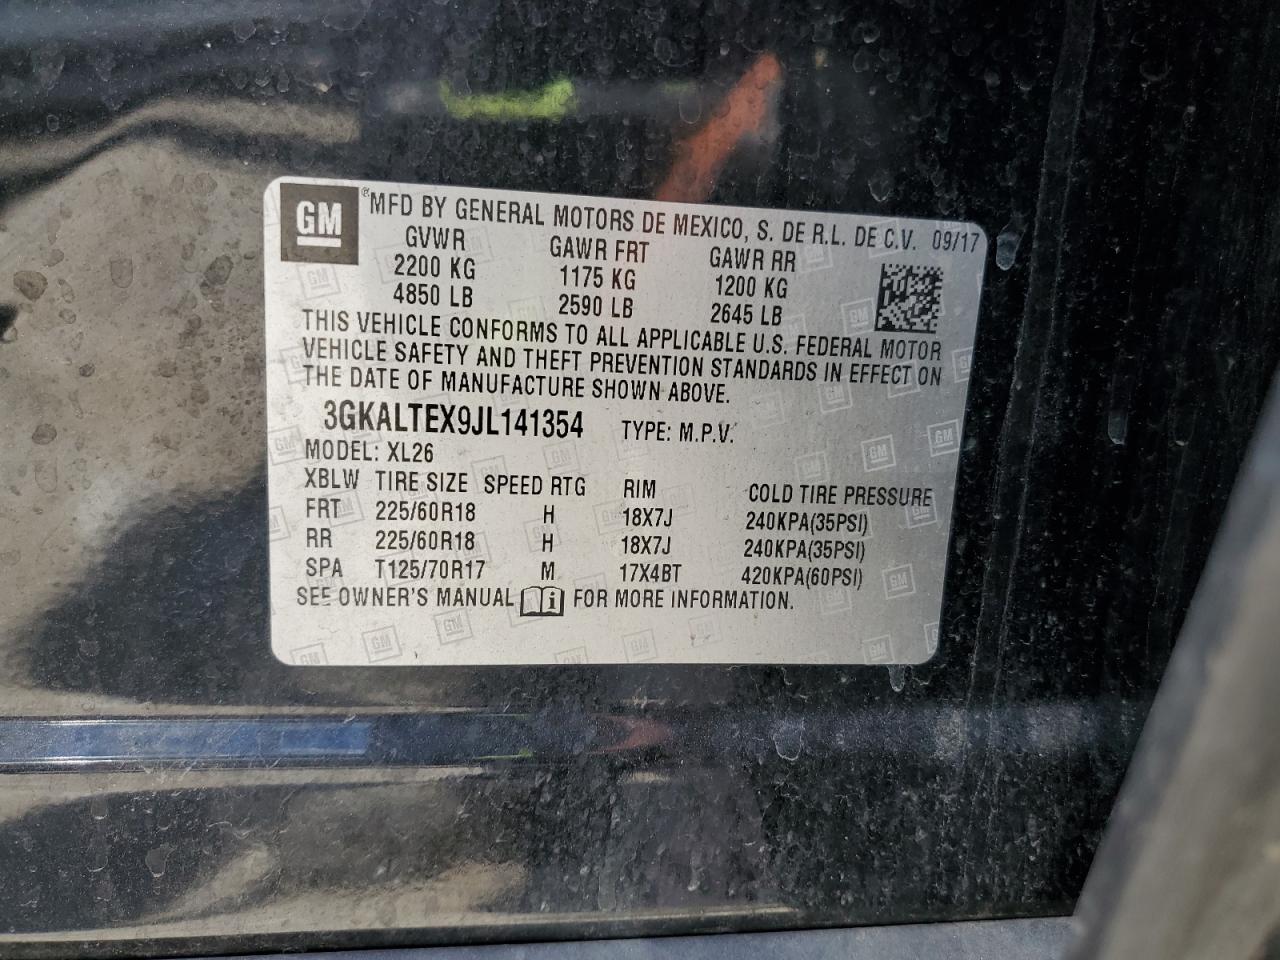 GM ® MFD BY GENERAL MOTORS DE MEXICO, S. DE R.L. DE C.V. 09/17
GVWR GAWR FRT GAWR RR
2200 KG 1175 KG 1200 KG
4850 LB 2590 LB 2645 LB
THIS VEHICLE CONFORMS TO ALL APPLICABLE U.S. FEDERAL MOTOR
VEHICLE SAFETY AND THEFT PREVENTION STANDARDS IN EFFECT ON
THE DATE OF MANUFACTURE SHOWN ABOVE.
3GKALTEX9JL141354 TYPE: M.P.V.
MODEL: XL26
XBLW TIRE SIZE SPEED RTG RIM COLD TIRE PRESSURE
FRT 225/60R18 H 18X7J 240KPA(35PSI)
RR 225/60R18 H 18X7J 240KPA(35PSI)
SPA T125/70R17 M 17X4BT 420KPA(60PSI)
SEE OWNER'S MANUAL i FOR MORE INFORMATION.